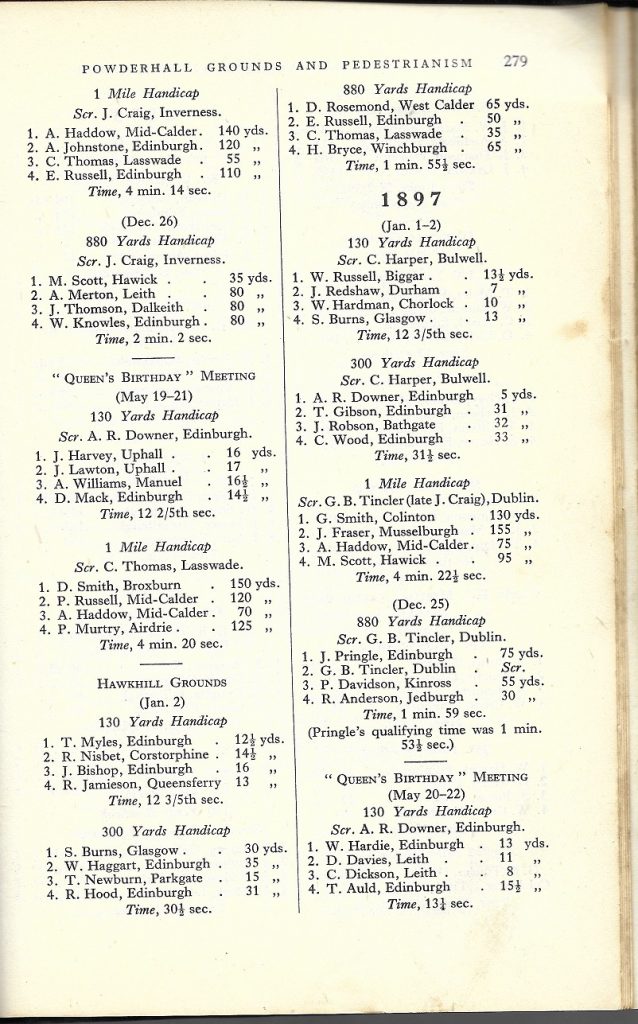 POWDERHALL GROUNDS AND PEDESTRIANISM 279
1 Mile Handicap
Scr. J. Craig, Inverness.
1. A. Haddow, Mid-Calder. 140 yds.
2. A. Johnstone, Edinburgh. 120 „
3. C. Thomas, Lasswade . 55 „
4. E. Russell, Edinburgh . 110 „
Time, 4 min. 14 sec.
(Dec. 26)
880 Yards Handicap
Scr. J. Craig, Inverness.
1. M. Scott, Hawick . . 35 yds.
2. A. Merton, Leith . . 80 „
3. J. Thomson, Dalkeith . 80 „
4. W. Knowles, Edinburgh . 80 „
Time, 2 min. 2 sec.
“ QUEEN'S BIRTHDAY ” MEETING
(May 19–21)
130 Yards Handicap
Scr. A. R. Downer, Edinburgh.
1. J. Harvey, Uphall . . 16 yds.
2. J. Lawton, Uphall . . 17 „
3. A. Williams, Manuel . 16½ „
4. D. Mack, Edinburgh . 14½ „
Time, 12 2/5th sec.
1 Mile Handicap
Scr. C. Thomas, Lasswade.
1. D. Smith, Broxburn . 150 yds.
2. P. Russell, Mid-Calder . 120 „
3. A. Haddow, Mid-Calder . 70 „
4. P. Murtry, Airdrie . . 125 „
Time, 4 min. 20 sec.
HAWKHILL GROUNDS
(Jan. 2)
130 Yards Handicap
1. T. Myles, Edinburgh . 12½ yds.
2. R. Nisbet, Corstorphine . 14½ „
3. J. Bishop, Edinburgh . 16 „
4. R. Jamieson, Queensferry 13 „
Time, 12 3/5th sec.
300 Yards Handicap
1. S. Burns, Glasgow . . 30 yds.
2. W. Haggart, Edinburgh . 35 „
3. T. Newburn, Parkgate . 15 „
4. R. Hood, Edinburgh . 31 „
Time, 30½ sec.
880 Yards Handicap
1. D. Rosemond, West Calder 65 yds.
2. E. Russell, Edinburgh . 50 „
3. C. Thomas, Lasswade . 35 „
4. H. Bryce, Winchburgh . 65 „
Time, 1 min. 55½ sec.
1897
(Jan. 1–2)
130 Yards Handicap
Scr. C. Harper, Bulwell.
1. W. Russell, Biggar . . 13½ yds.
2. J. Redshaw, Durham . 7 „
3. W. Hardman, Chorlock . 10 „
4. S. Burns, Glasgow . . 13 „
Time, 12 3/5th sec.
300 Yards Handicap
Scr. C. Harper, Bulwell.
1. A. R. Downer, Edinburgh 5 yds.
2. T. Gibson, Edinburgh . 31 „
3. J. Robson, Bathgate . 32 „
4. C. Wood, Edinburgh . 33 „
Time, 31½ sec.
1 Mile Handicap
Scr. G. B. Tincler (late J. Craig), Dublin.
1. G. Smith, Colinton . 130 yds.
2. J. Fraser, Musselburgh . 155 „
3. A. Haddow, Mid-Calder. 75 „
4. M. Scott, Hawick . . 95 „
Time, 4 min. 22½ sec.
(Dec. 25)
880 Yards Handicap
Scr. G. B. Tincler, Dublin.
1. J. Pringle, Edinburgh . 75 yds.
2. G. B. Tincler, Dublin . Scr.
3. P. Davidson, Kinross . 55 yds.
4. R. Anderson, Jedburgh . 30 „
Time, 1 min. 59 sec.
(Pringle's qualifying time was 1 min.
53½ sec.)
“ QUEEN'S BIRTHDAY ” MEETING
(May 20–22)
130 Yards Handicap
Scr. A. R. Downer, Edinburgh.
1. W. Hardie, Edinburgh . 13 yds.
2. D. Davies, Leith . . 11 „
3. C. Dickson, Leith . . 8 „
4. T. Auld, Edinburgh . 15½ „
Time, 13¼ sec.